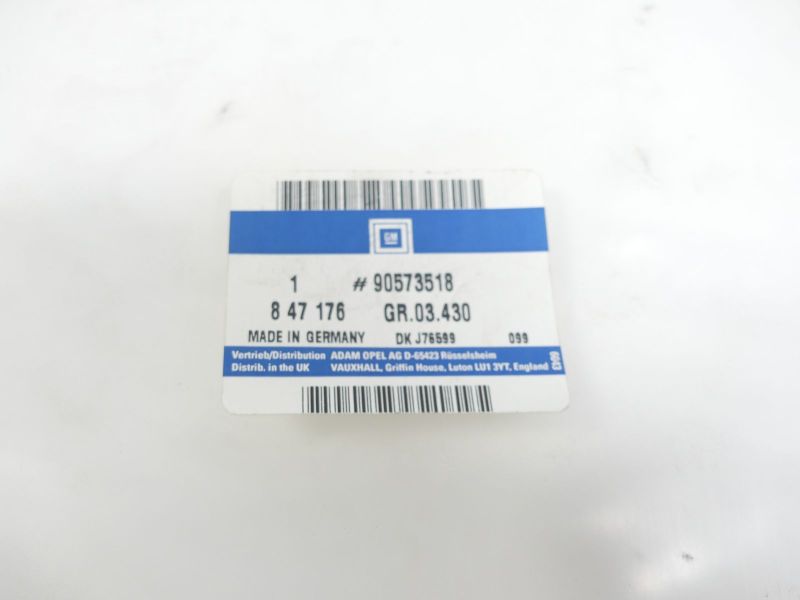 GM
1 # 90573518
8 47 176 GR.03.430
MADE IN GERMANY DK J76599 099
Vertrieb/Distribution ADAM OPEL AG D-65423 Rüsselsheim
Distrib. in the UK VAUXHALL, Griffin House, Luton LU1 3YT, England